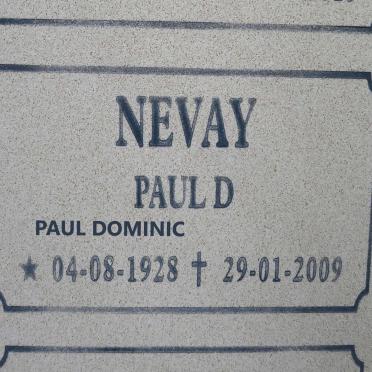 NEVAY
PAUL D
PAUL DOMINIC
★ 04-08-1928 † 29-01-2009